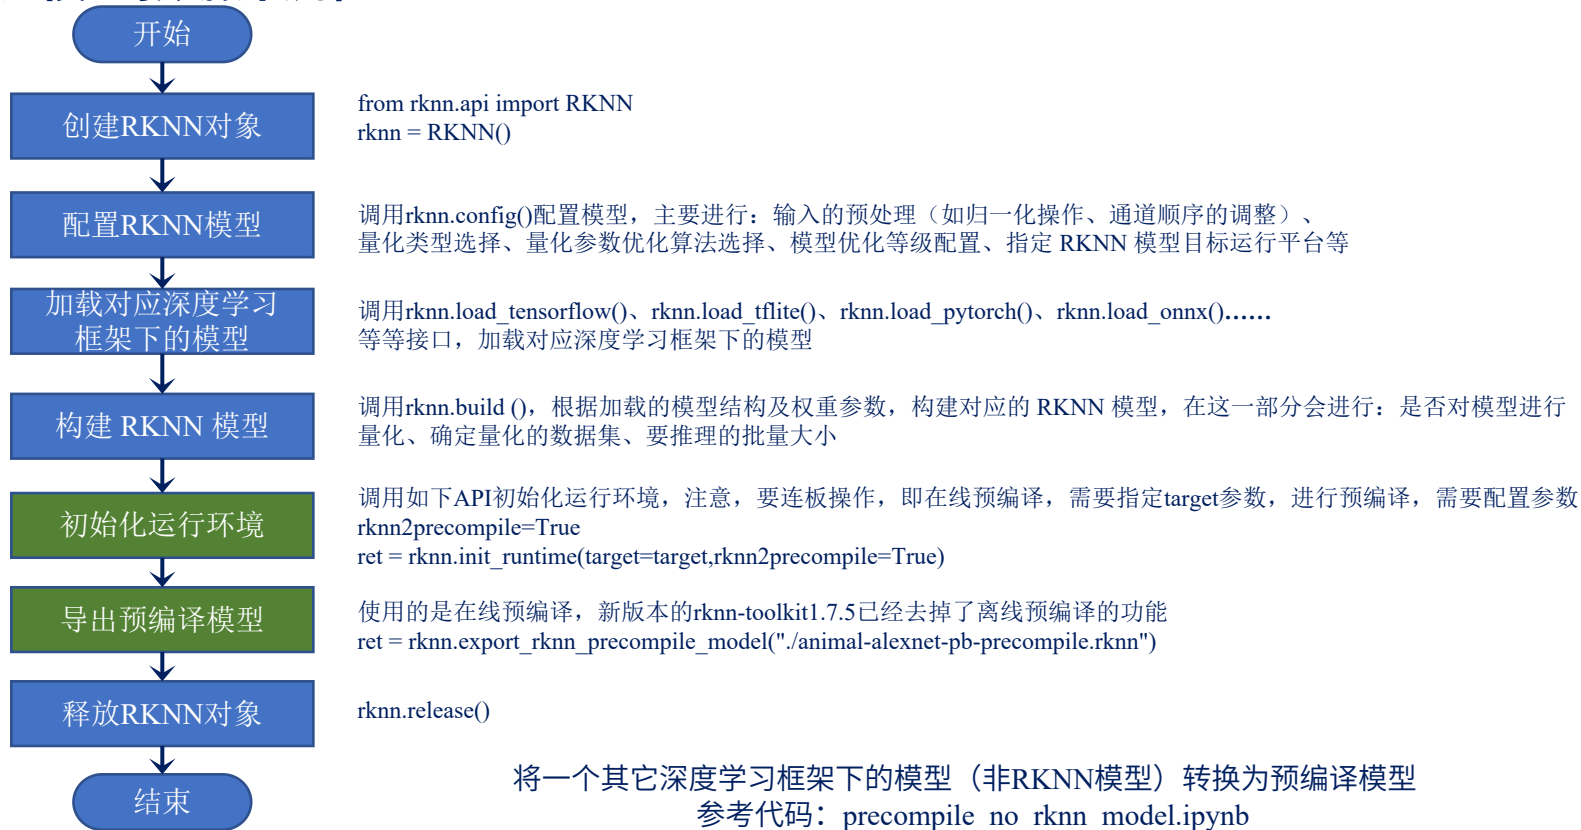 开始
创建RKNN对象
from rknn.api import RKNN
rknn = RKNN()
配置RKNN模型
调用rknn.config()配置模型，主要进行：输入的预处理（如归一化操作、通道顺序的调整）、
量化类型选择、量化参数优化算法选择、模型优化等级配置、指定 RKNN 模型目标运行平台等
加载对应深度学习
框架下的模型
调用rknn.load_tensorflow()、rknn.load_tflite()、rknn.load_pytorch()、rknn.load_onnx()……
等等接口，加载对应深度学习框架下的模型
构建 RKNN 模型
调用rknn.build ()，根据加载的模型结构及权重参数，构建对应的 RKNN 模型，在这一部分会进行：是否对模型进行
量化、确定量化的数据集、要推理的批量大小
初始化运行环境
调用如下API初始化运行环境，注意，要连板操作，即在线预编译，需要指定target参数，进行预编译，需要配置参数
rknn2precompile=True
ret = rknn.init_runtime(target=target,rknn2precompile=True)
导出预编译模型
使用的是在线预编译，新版本的rknn-toolkit1.7.5已经去掉了离线预编译的功能
ret = rknn.export_rknn_precompile_model("./animal-alexnet-pb-precompile.rknn")
释放RKNN对象
rknn.release()
结束
将一个其它深度学习框架下的模型（非RKNN模型）转换为预编译模型
参考代码：precompile_no_rknn_model.ipynb